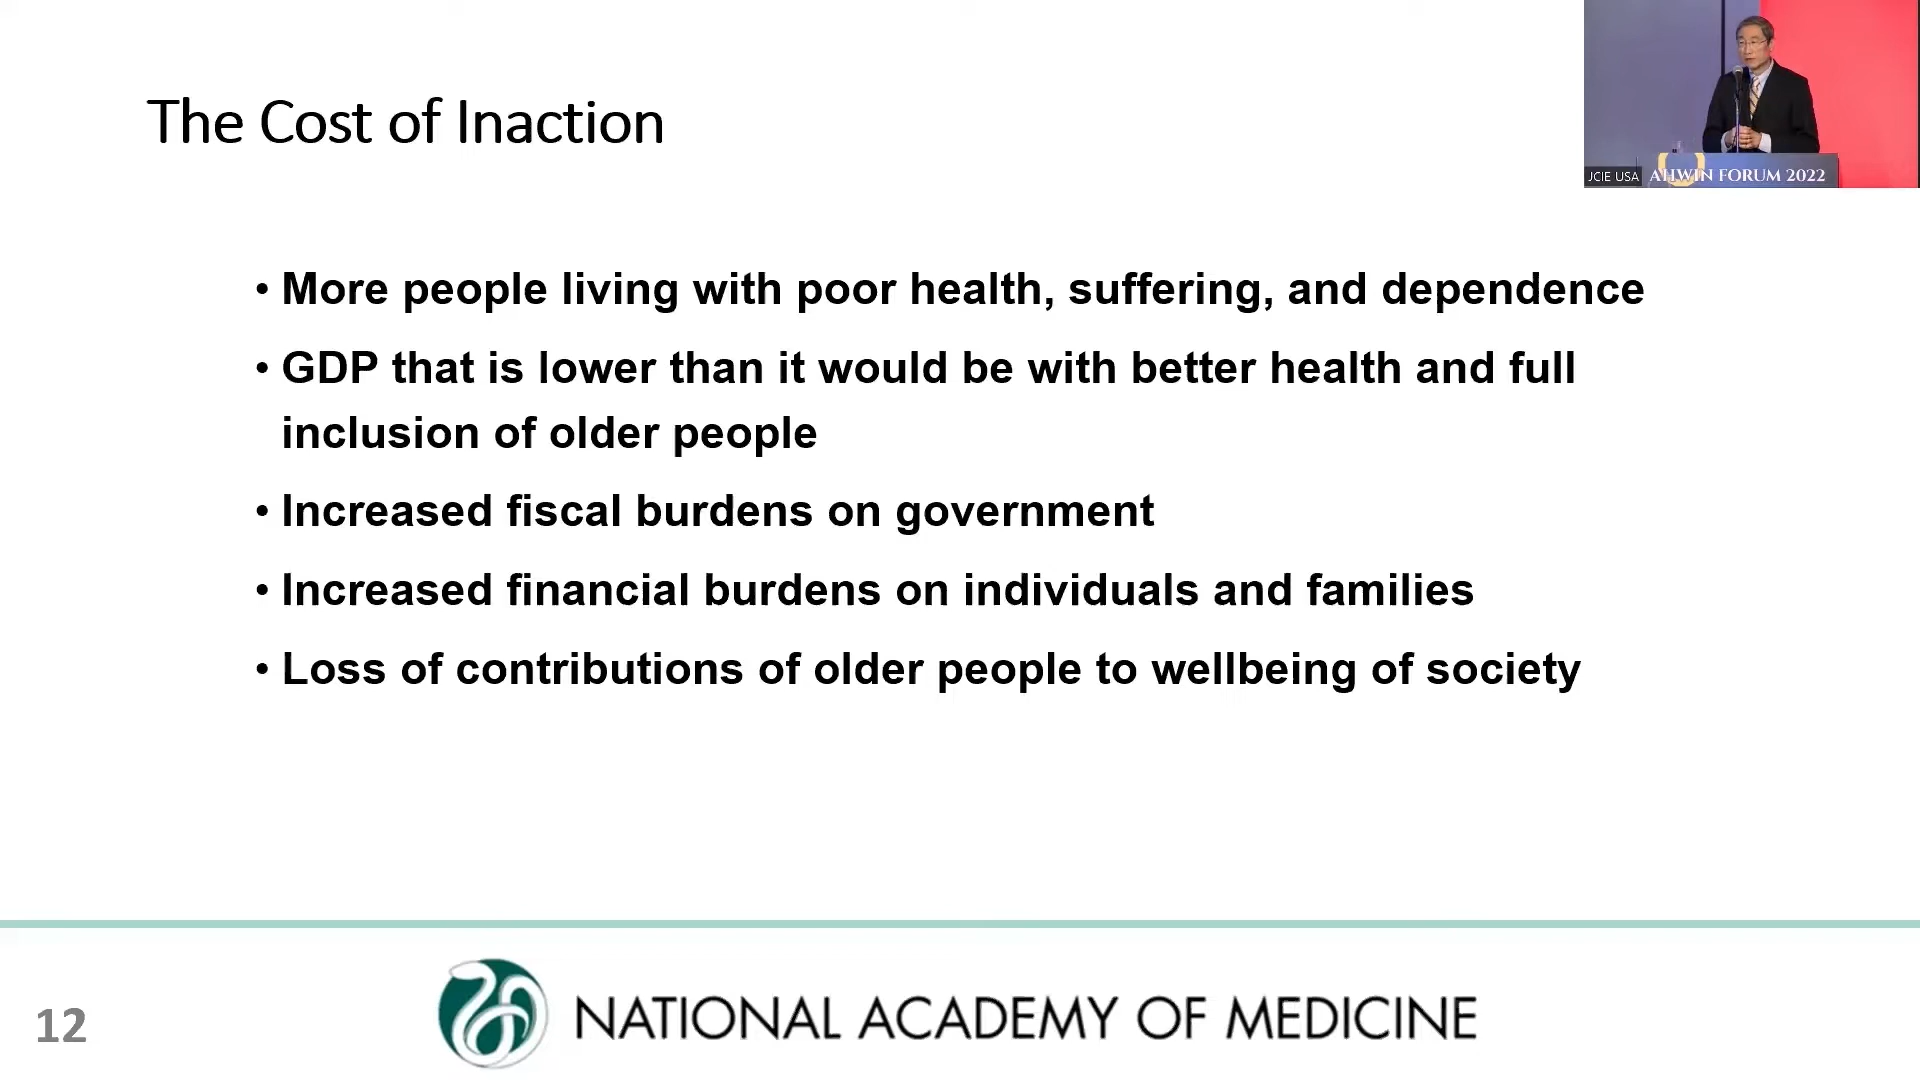 The Cost of Inaction
JCIE USA
AHWIN FORUM 2022
• More people living with poor health, suffering, and dependence
• GDP that is lower than it would be with better health and full
inclusion of older people
• Increased fiscal burdens on government
• Increased financial burdens on individuals and families
• Loss of contributions of older people to wellbeing of society
12
NATIONAL ACADEMY OF MEDICINE